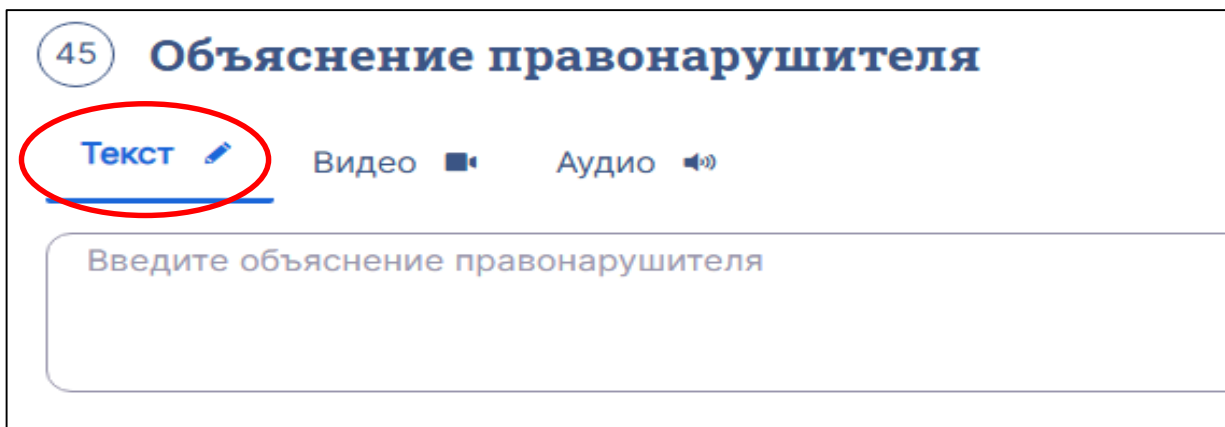 45 Объяснение правонарушителя
Текст Видео Аудио
Введите объяснение правонарушителя